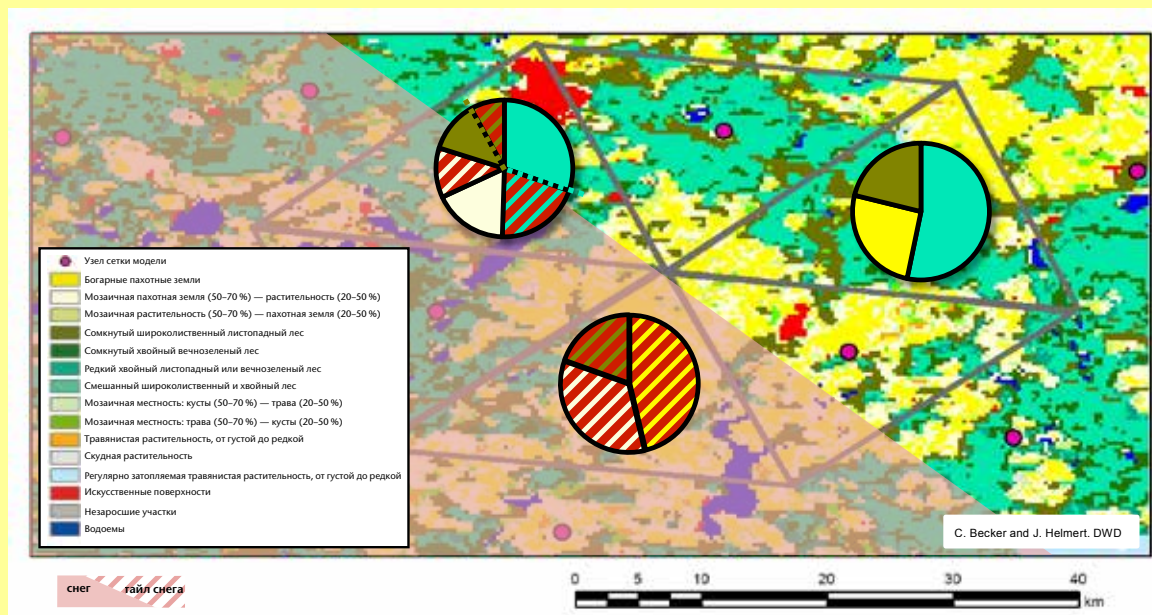 Узел сетки модели
Богарные пахотные земли
Мозаичная пахотная земля (50–70 %) — растительность (20–50 %)
Мозаичная растительность (50–70 %) — пахотная земля (20–50 %)
Сомкнутый широколиственный листопадный лес
Сомкнутый хвойный вечнозеленый лес
Редкий хвойный листопадный или вечнозеленый лес
Смешанный широколиственный и хвойный лес
Мозаичная местность: кусты (50–70 %) — трава (20–50 %)
Мозаичная местность: трава (50–70 %) — кусты (20–50 %)
Травянистая растительность, от густой до редкой
Скудная растительность
Регулярно затопляемая травянистая растительность, от густой до редкой
Искусственные поверхности
Незаросшие участки
Водоемы
C. Becker and J. Helmert. DWD
снег тайл снега
0 5 10 20 30 40
km